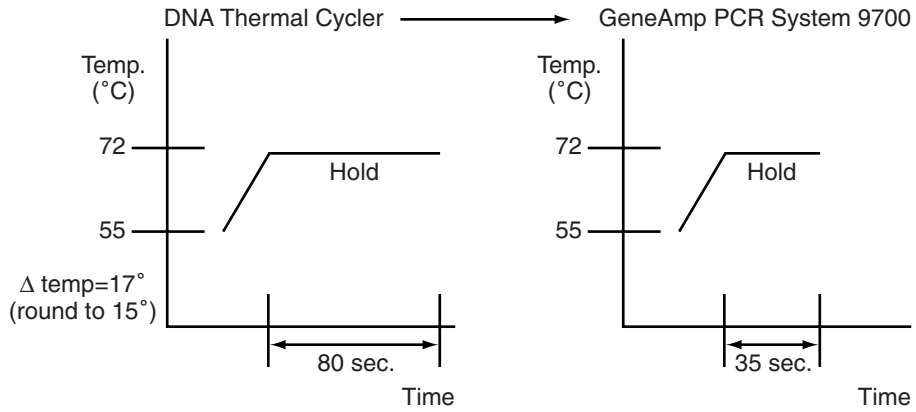 DNA Thermal Cycler
GeneAmp PCR System 9700
Temp.
(˚C)
72
Hold
55
Δ temp=17˚
(round to 15˚)
80 sec.
Time
Temp.
(˚C)
72
Hold
55
35 sec.
Time